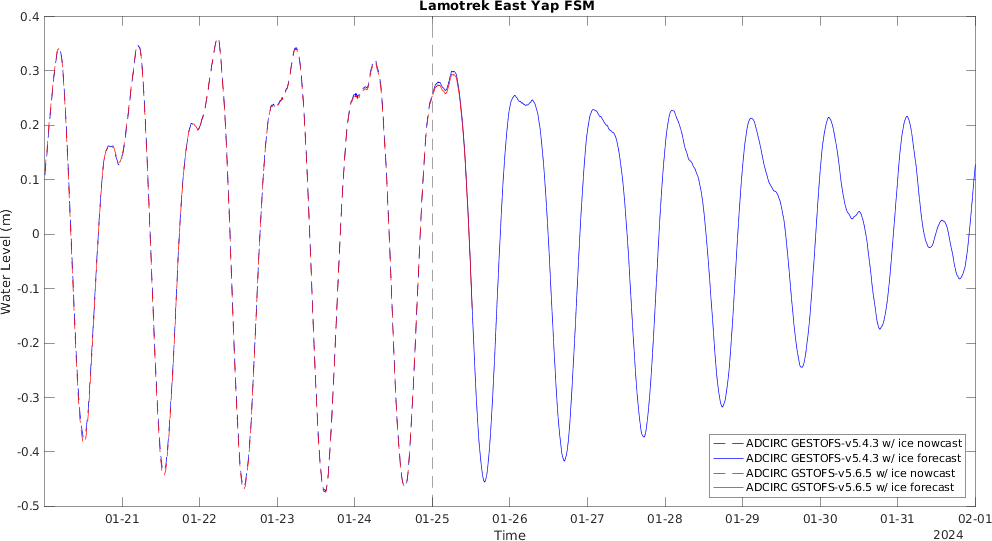 Lamotrek East Yap FSM
0.4
0.3
0.2
0.1
0
-0.1
-0.2
-0.3
-0.4
-0.5
Water Level (m)
ADCIRC GESTOFS-v5.4.3 w/ ice nowcast
ADCIRC GSTOFS-v5.4.3 w/ ice forecast
ADCIRC GSTOFS-v5.6.5 w/ ice nowcast
ADCIRC GSTOFS-v5.6.5 w/ ice forecast
01-21 01-22 01-23 01-24 01-25 01-26 01-27 01-28 01-29 01-30 01-31 02-01
Time
2024